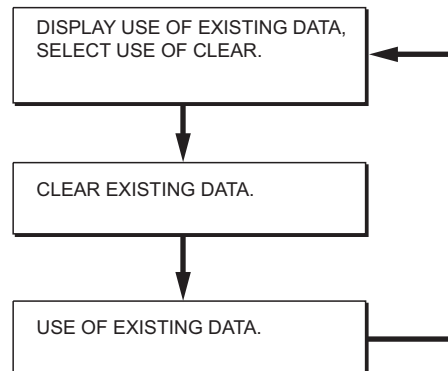 DISPLAY USE OF EXISTING DATA,
SELECT USE OF CLEAR.
CLEAR EXISTING DATA.
USE OF EXISTING DATA.